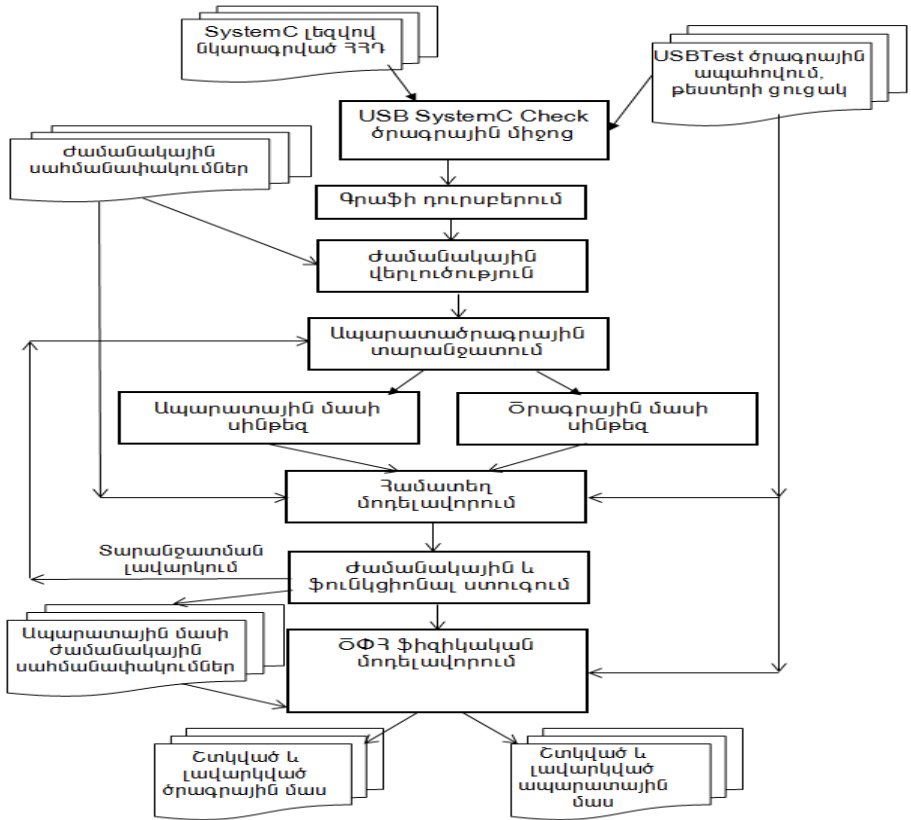 SystemC լեզվով
նկարագրված ՀՀԴ
USBTest ծրագրային
ապահովում,
թեստերի ցուցակ
USB SystemC Check
ծրագրային միջոց
Ժամանակային
սահմանափակումներ
Գրաֆի դուրսբերում
Ժամանակային
վերլուծություն
Ապարատածրագրային
տարանջատում
Ապարատային մասի
սինթեզ
Ծրագրային մասի
սինթեզ
Համատեղ
մոդելավորում
Տարանջատման
լավարկում
Ժամանակային և
ֆունկցիոնալ ստուգում
Ապարատային մասի
ժամանակային
սահմանափակումներ
ԾՓՀ ֆիզիկական
մոդելավորում
Շտկված և
լավարկված
ծրագրային մաս
Շտկված և
լավարկված
ապարատային
մաս